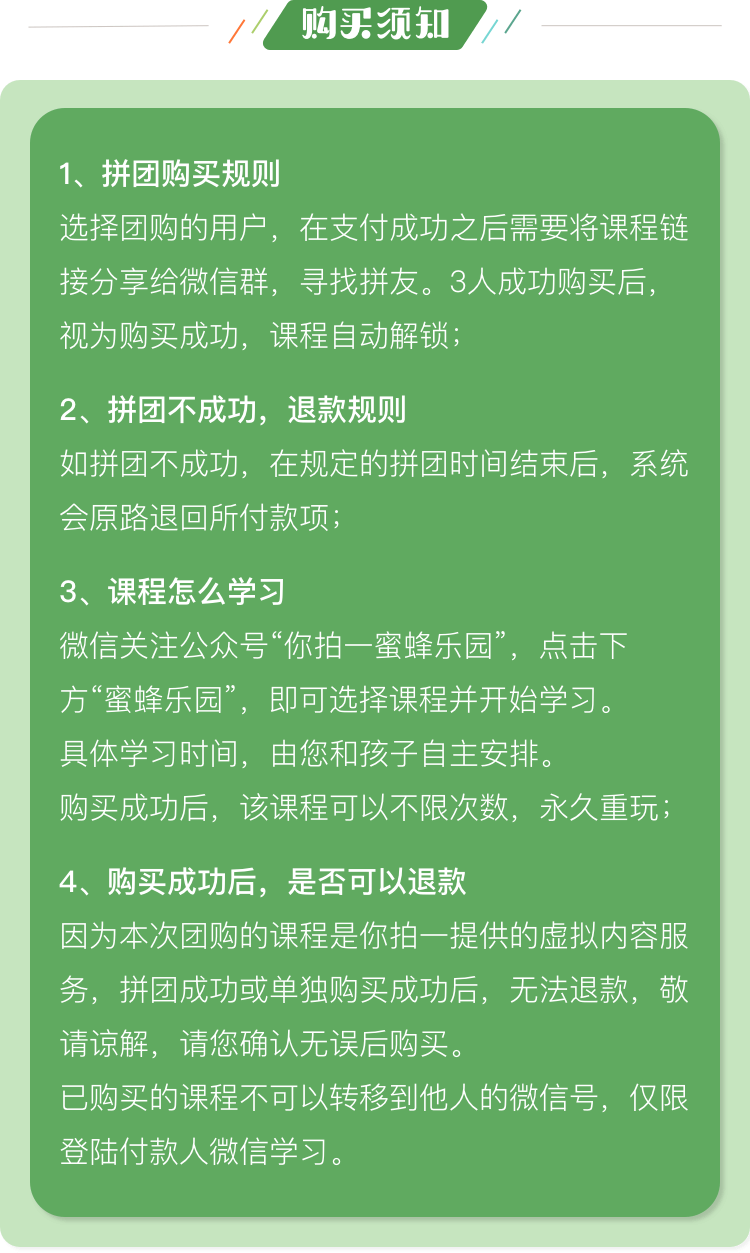 购买须知
1、拼团购买规则
选择团购的用户，在支付成功之后需要将课程链
接分享给微信群，寻找拼友。3人成功购买后，
视为购买成功，课程自动解锁；
2、拼团不成功，退款规则
如拼团不成功，在规定的拼团时间结束后，系统
会原路退回所付款项；
3、课程怎么学习
微信关注公众号“你拍一蜜蜂乐园”，点击下
方“蜜蜂乐园”，即可选择课程并开始学习。
具体学习时间，由您和孩子自主安排。
购买成功后，该课程可以不限次数，永久重玩；
4、购买成功后，是否可以退款
因为本次团购的课程是你拍一提供的虚拟内容服
务，拼团成功或单独购买成功后，无法退款，敬
请谅解，请您确认无误后购买。
已购买的课程不可以转移到他人的微信号，仅限
登陆付款人微信学习。